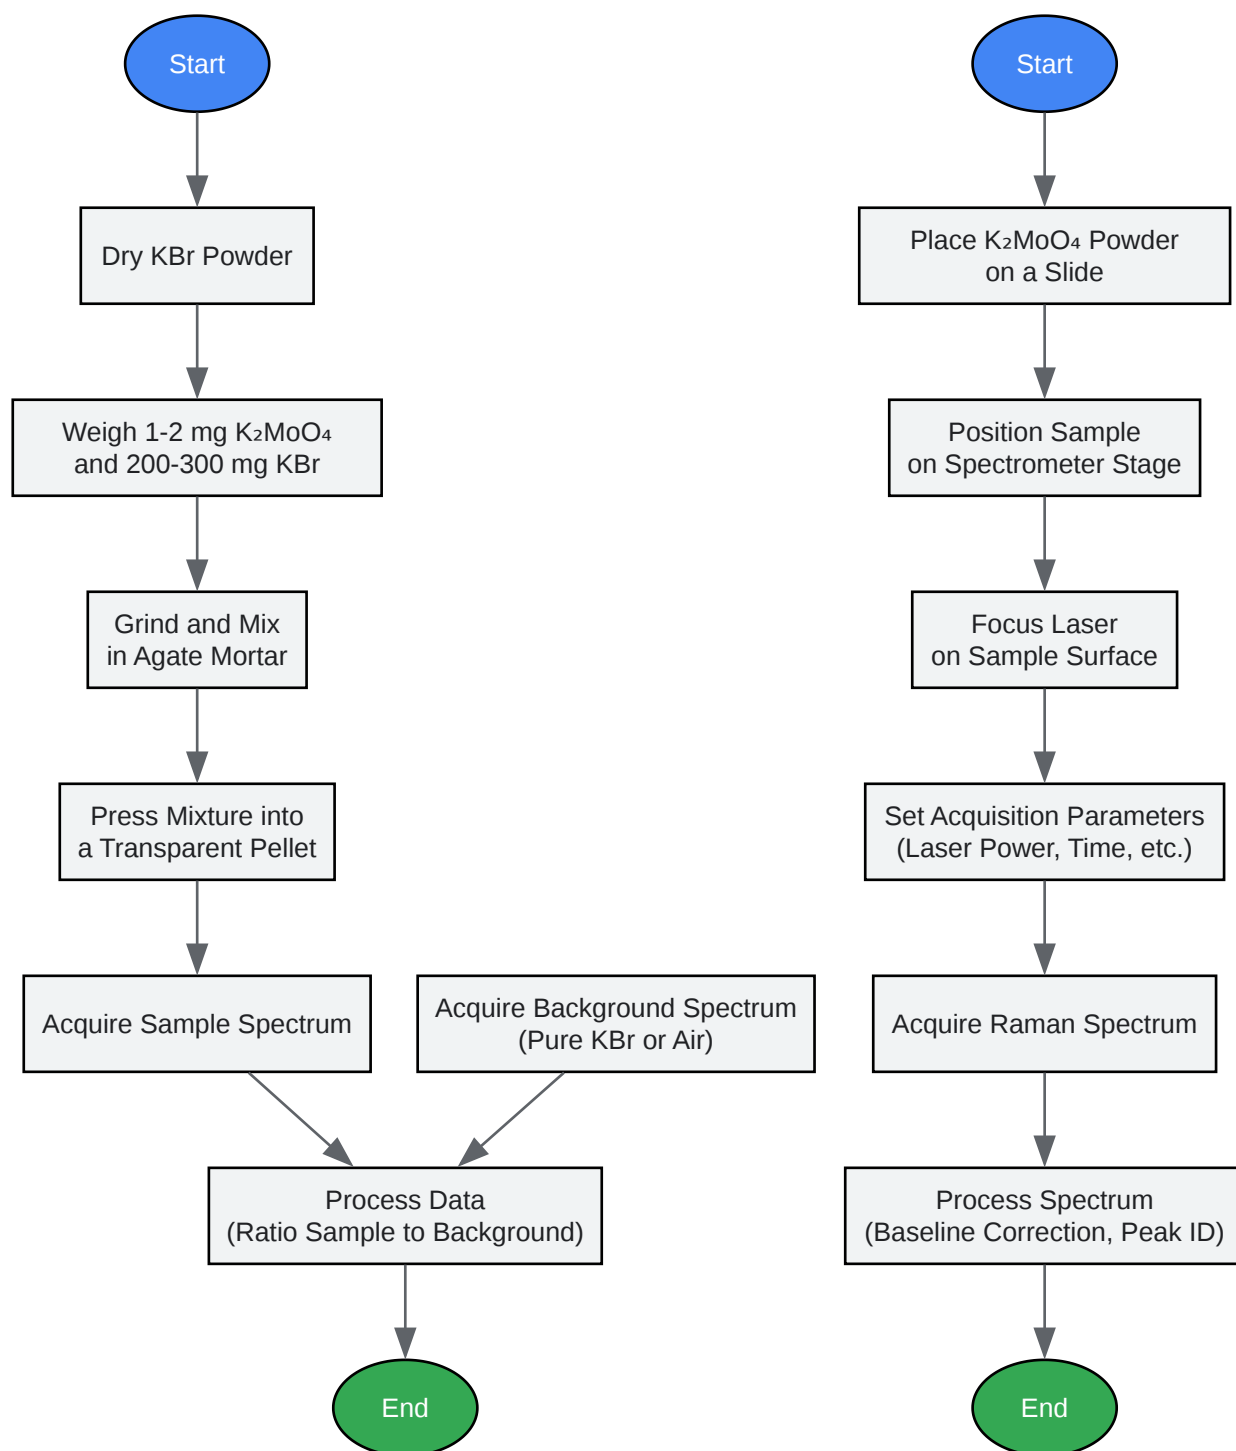 Start
Dry KBr Powder
Weigh 1-2 mg K₂MoO₄
and 200-300 mg KBr
Grind and Mix
in Agate Mortar
Press Mixture into
a Transparent Pellet
Acquire Sample Spectrum
Acquire Background Spectrum
(Pure KBr or Air)
Process Data
(Ratio Sample to Background)
End
Start
Place K₂MoO₄ Powder
on a Slide
Position Sample
on Spectrometer Stage
Focus Laser
on Sample Surface
Set Acquisition Parameters
(Laser Power, Time, etc.)
Acquire Raman Spectrum
Process Spectrum
(Baseline Correction, Peak ID)
End